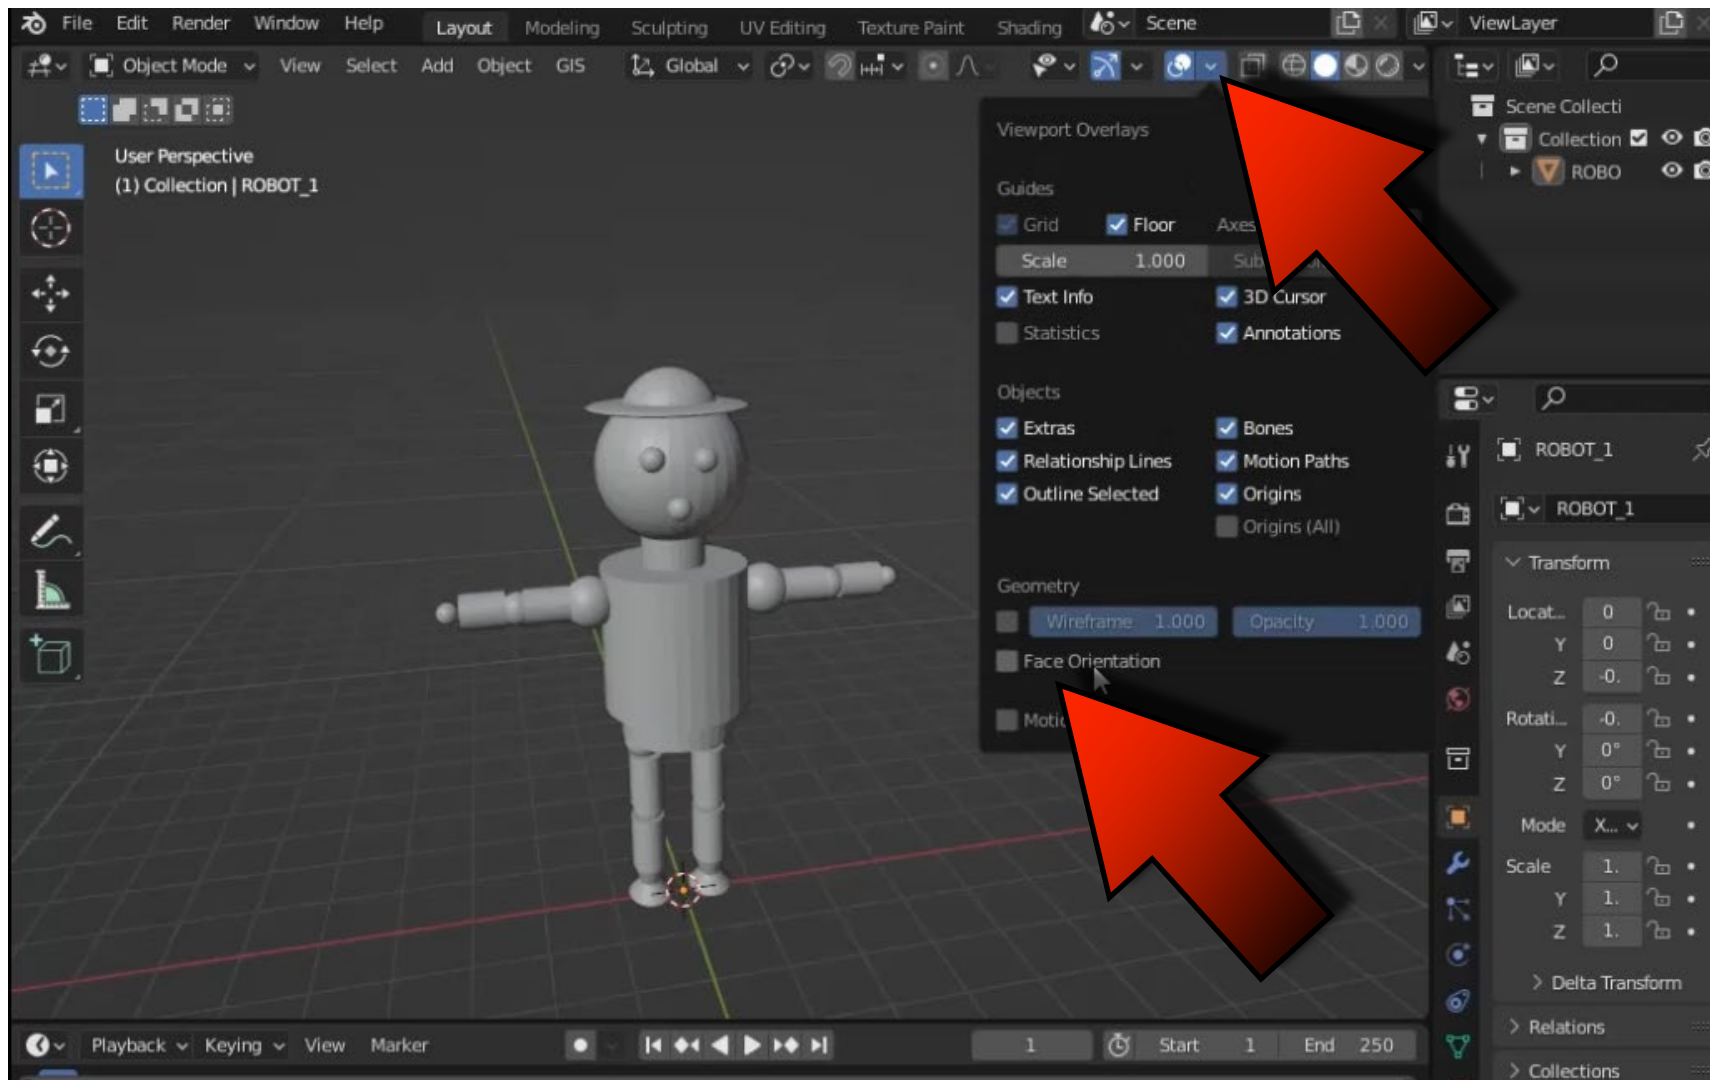 File Edit Render Window Help Layout Modeling Sculpting UV Editing Texture Paint Shading Scene ViewLayer
Object Mode View Select Add Object GIS Global
User Perspective
(1) Collection | ROBOT_1
Viewport Overlays
Guides
Grid Floor Axes
Scale 1.000
Text Info 3D Cursor
Statistics Annotations
Objects
Extras Bones
Relationship Lines Motion Paths
Outline Selected Origins
Origins (All)
Geometry
Wireframe 1.000 Opacity 1.000
Face Orientation
Scene Collecti
Collection
ROBO
ROBOT_1
ROBOT_1
Transform
Locat... 0
Y 0
Z -0.
Rotati... -0.
Y 0°
Z 0°
Mode X...
Scale 1.
Y 1.
Z 1.
Delta Transform
Relations
Collections
Playback Keying View Marker 1 Start 1 End 250